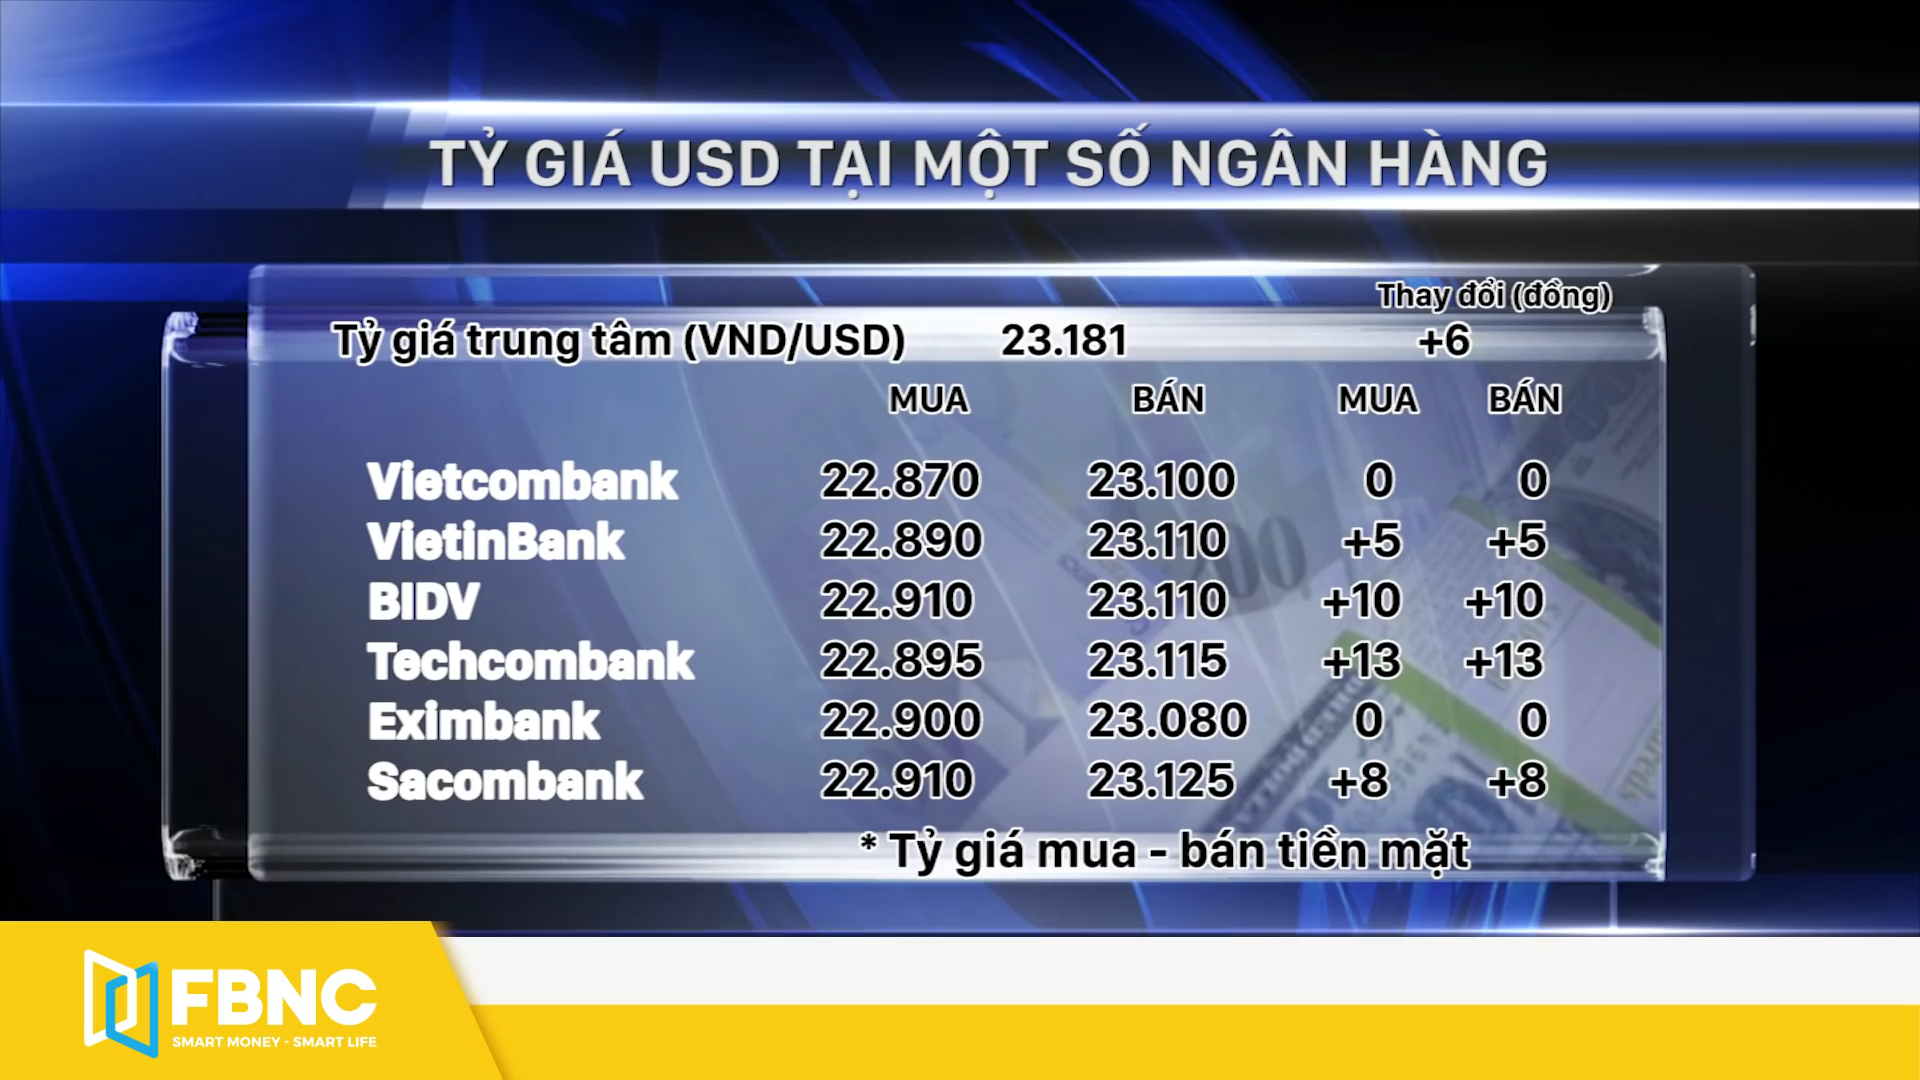 TỶ GIÁ USD TẠI MỘT SỐ NGÂN HÀNG
Thay đổi (đồng)
Tỷ giá trung tâm (VND/USD) 23.181 +6
MUA BÁN MUA BÁN
Vietcombank 22.870 23.100 0 0
VietinBank 22.890 23.110 +5 +5
BIDV 22.910 23.110 +10 +10
Techcombank 22.895 23.115 +13 +13
Eximbank 22.900 23.080 0 0
Sacombank 22.910 23.125 +8 +8
* Tỷ giá mua - bán tiền mặt
FBNC
SMART MONEY - SMART LIFE